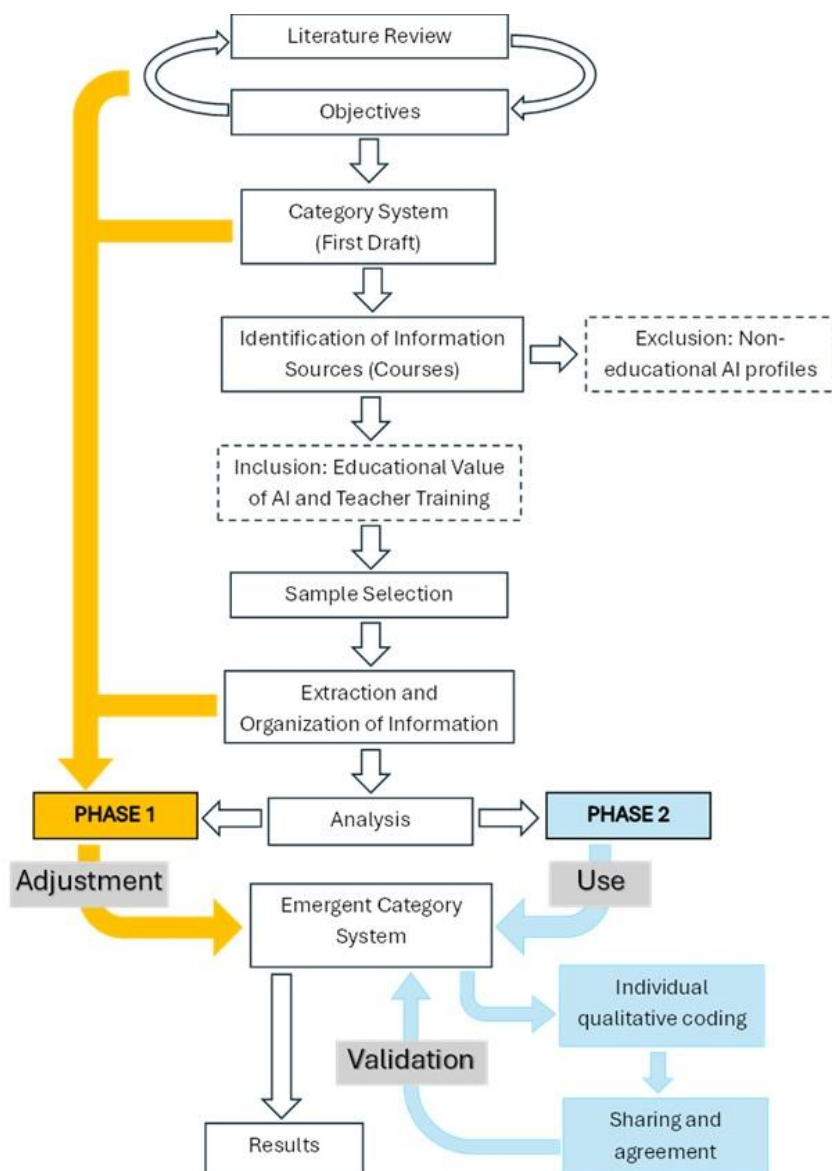 Literature Review
Objectives
Category System
(First Draft)
Identification of Information
Sources (Courses)
Exclusion: Non-
educational AI profiles
Inclusion: Educational Value
of AI and Teacher Training
Sample Selection
Extraction and
Organization of Information
PHASE 1
Analysis
PHASE 2
Adjustment
Use
Emergent Category
System
Individual
qualitative coding
Validation
Sharing and
agreement
Results